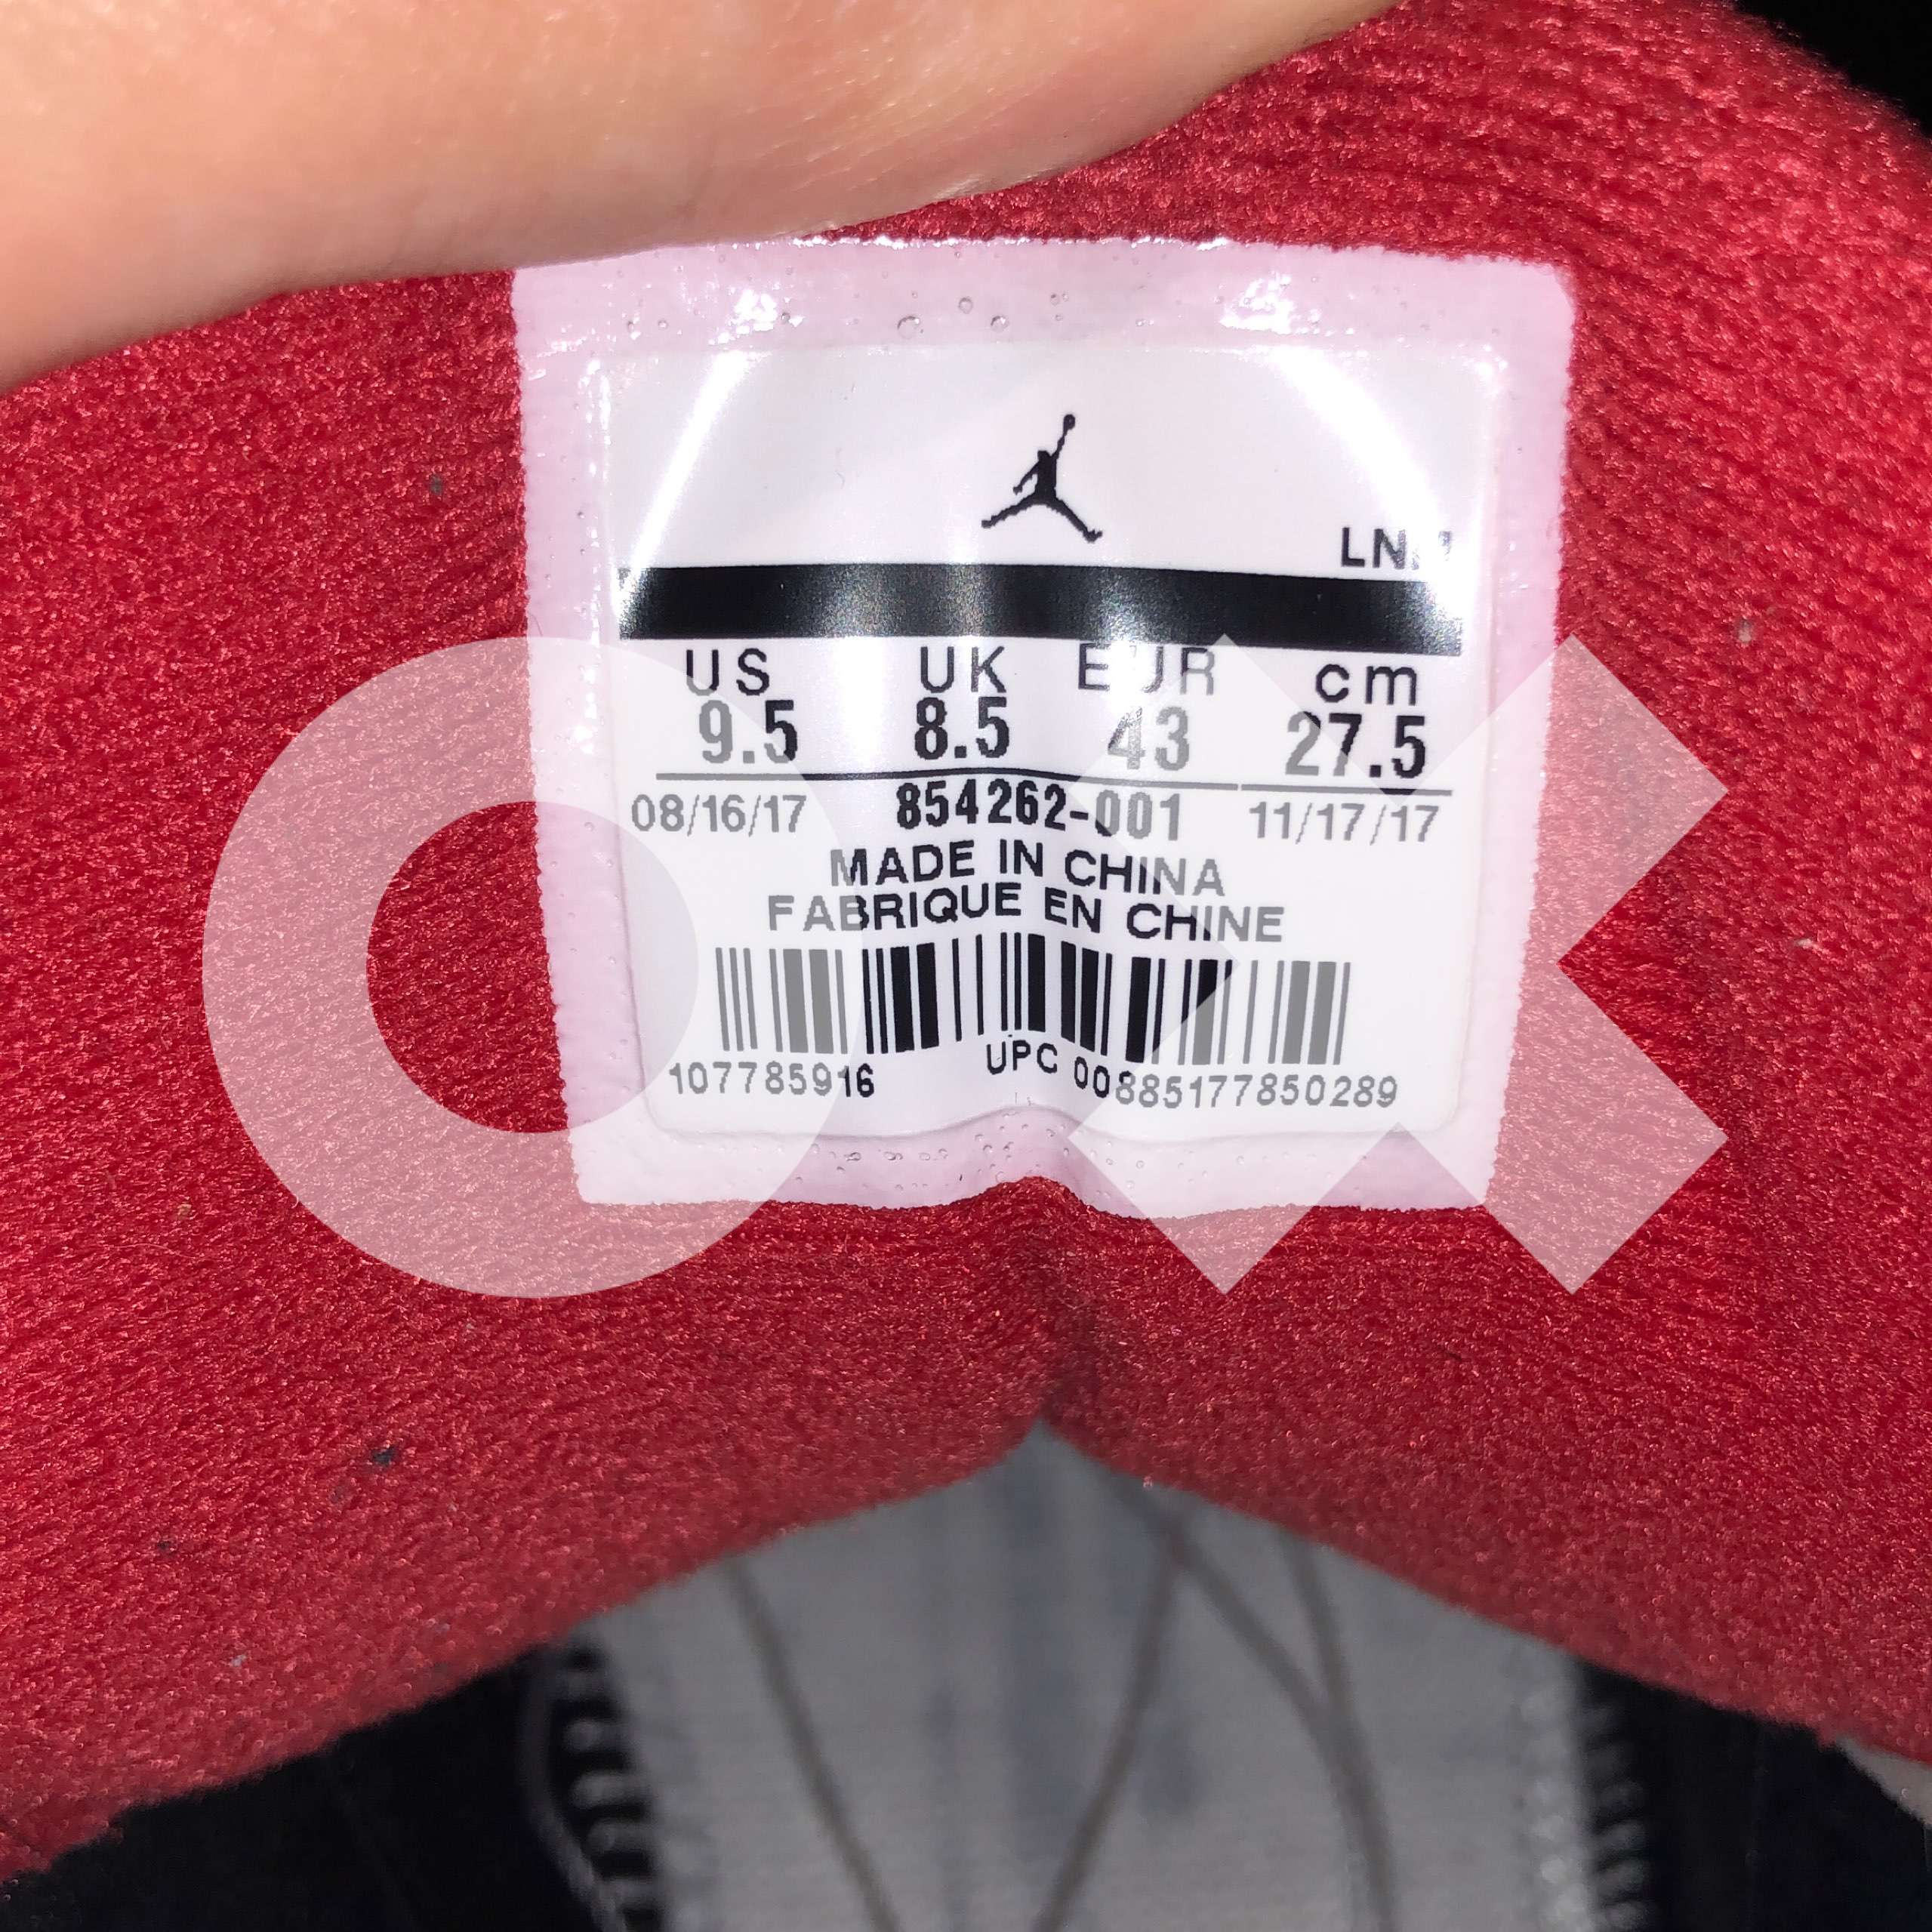 US UK EUR cm
9.5 8.5 43 27.5
08/16/17 854262-001 11/17/17
MADE IN CHINA
FABRIQUE EN CHINE
107785916 UPC 00885177850289